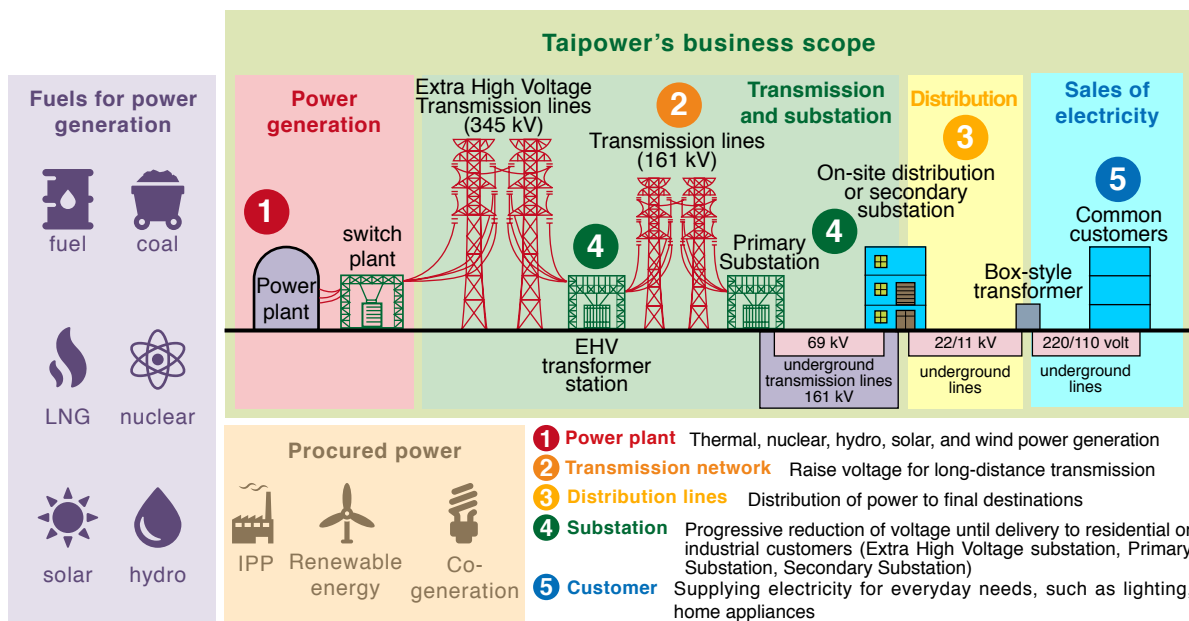 Taipower's business scope
Fuels for power
generation
fuel
coal
LNG
nuclear
solar
hydro
Power
generation
1
Power
plant
switch
plant
Extra High Voltage
Transmission lines
(345 kV)
4
EHV
transformer
station
2
Transmission lines
(161 kV)
Transmission
and substation
Primary
Substation
4
On-site distribution
or secondary
substation
69 kV
underground
transmission lines
161 kV
Distribution
3
Box-style
transformer
22/11 kV
underground
lines
Sales of
electricity
5
Common
customers
220/110 volt
underground
lines
Procured power
IPP
Renewable
energy
Co-
generation
1 Power plant Thermal, nuclear, hydro, solar, and wind power generation
2 Transmission network Raise voltage for long-distance transmission
3 Distribution lines Distribution of power to final destinations
4 Substation Progressive reduction of voltage until delivery to residential or
industrial customers (Extra High Voltage substation, Primary
Substation, Secondary Substation)
5 Customer Supplying electricity for everyday needs, such as lighting,
home appliances